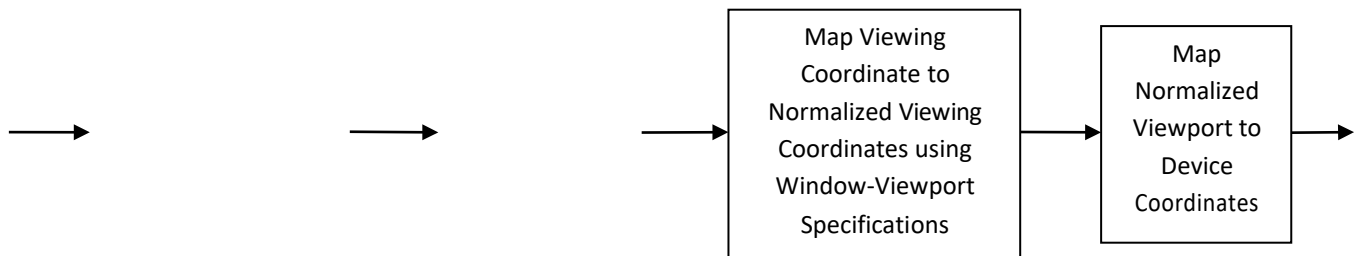 Map Viewing
Coordinate to
Normalized Viewing
Coordinates using
Window-Viewport
Specifications
Map
Normalized
Viewport to
Device
Coordinates